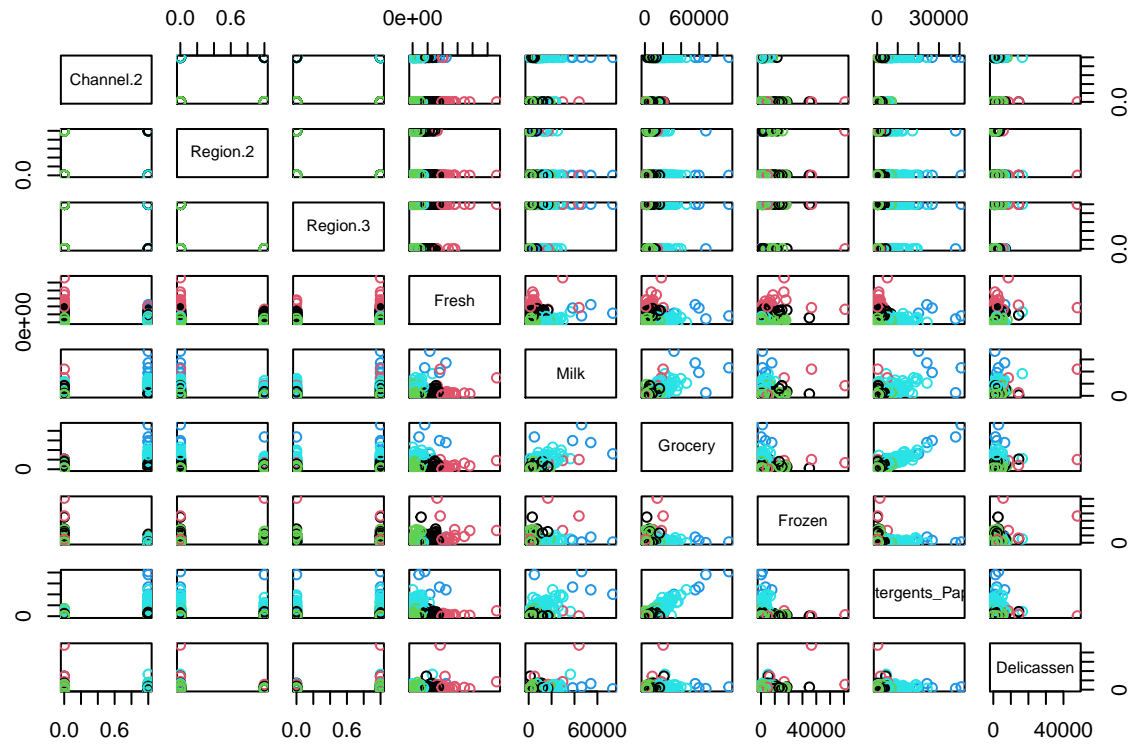 0.0 0.6
0e+00
0 60000
0 30000
Channel.2
0.0
0.0
Region.2
Region.3
0.0
0e+00
Fresh
Milk
0
0
Grocery
Frozen
0
0
tergents_Pap
Delicassen
0
0.0 0.6
0.0 0.6
0 60000
0 40000
0 40000